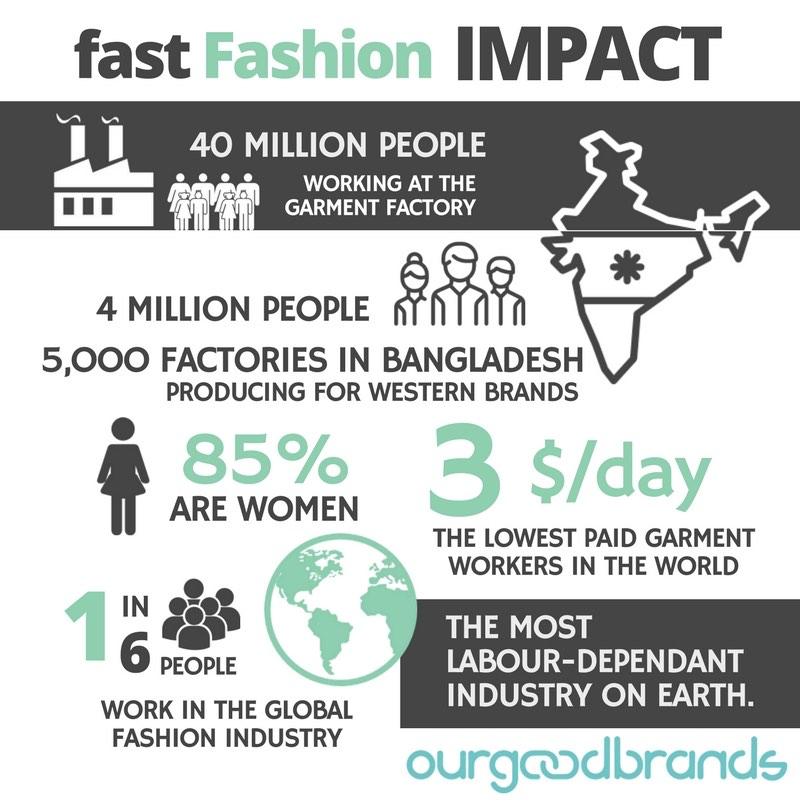 fast Fashion IMPACT
40 MILLION PEOPLE
WORKING AT THE
GARMENT FACTORY
4 MILLION PEOPLE
5,000 FACTORIES IN BANGLADESH
PRODUCING FOR WESTERN BRANDS
85%
ARE WOMEN
3 $/day
THE LOWEST PAID GARMENT
WORKERS IN THE WORLD
1 IN
6 PEOPLE
WORK IN THE GLOBAL
FASHION INDUSTRY
THE MOST
LABOUR-DEPENDANT
INDUSTRY ON EARTH.
ourgoodbrands